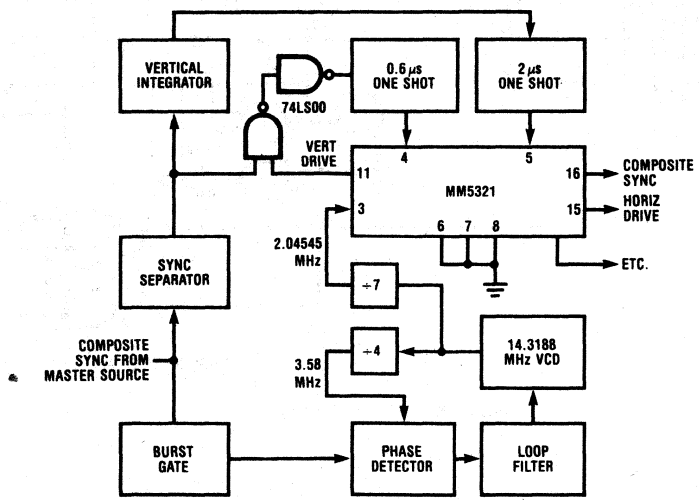 VERTICAL
INTEGRATOR
74LS00
0.6 μs
ONE SHOT
2 μs
ONE SHOT
VERT
DRIVE
4
5
11
3
MM5321
16
15
6
7
8
COMPOSITE
SYNC
HORIZ
DRIVE
ETC.
SYNC
SEPARATOR
2.04545
MHz
÷7
÷4
3.58
MHz
14.3188
MHz VCD
COMPOSITE
SYNC FROM
MASTER SOURCE
BURST
GATE
PHASE
DETECTOR
LOOP
FILTER